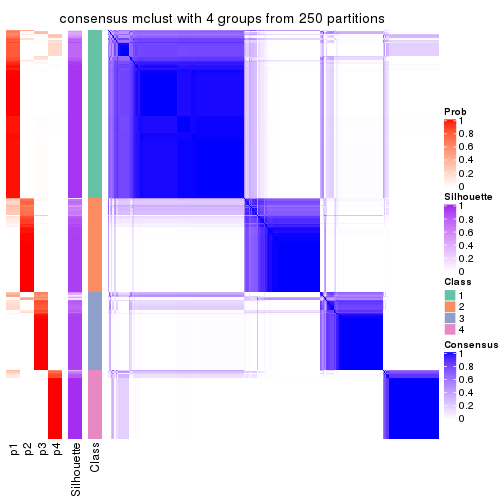 consensus mclust with 4 groups from 250 partitions
Prob
1
0.8
0.6
0.4
0.2
0
Silhouette
1
0.8
0.6
0.4
0.2
0
Class
1
2
3
4
Consensus
1
0.8
0.6
0.4
0.2
0
p1
p2
p3
p4
Silhouette
Class